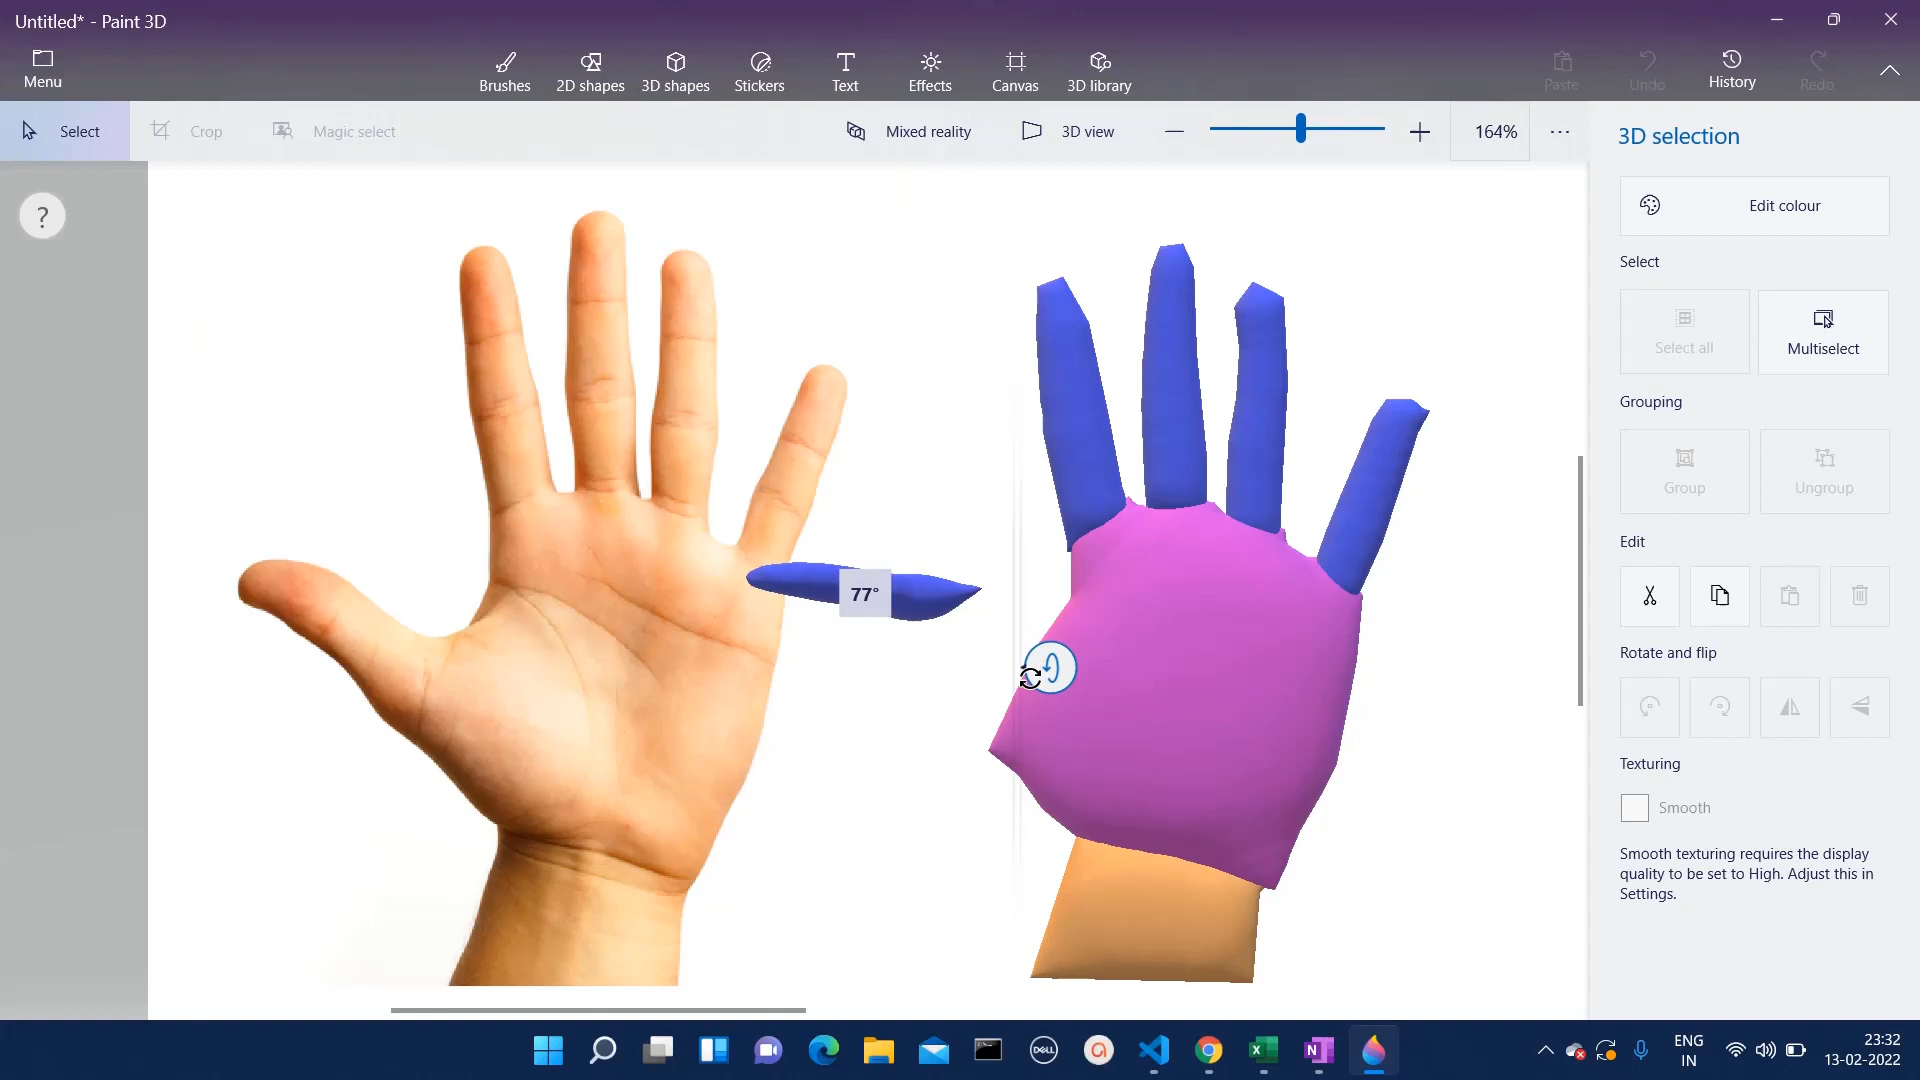 Untitled* - Paint 3D
Menu
Brushes
2D shapes
3D shapes
Stickers
Text
Effects
Canvas
3D library
Paste
Undo
History
Redo
Select
Crop
Magic select
Mixed reality
3D view
164%
3D selection
Edit colour
Select
Select all
Multiselect
Grouping
Group
Ungroup
Edit
Rotate and flip
Texturing
Smooth
Smooth texturing requires the display
quality to be set to High. Adjust this in
Settings.
?
77°
DELL
ENG
IN
23:32
13-02-2022